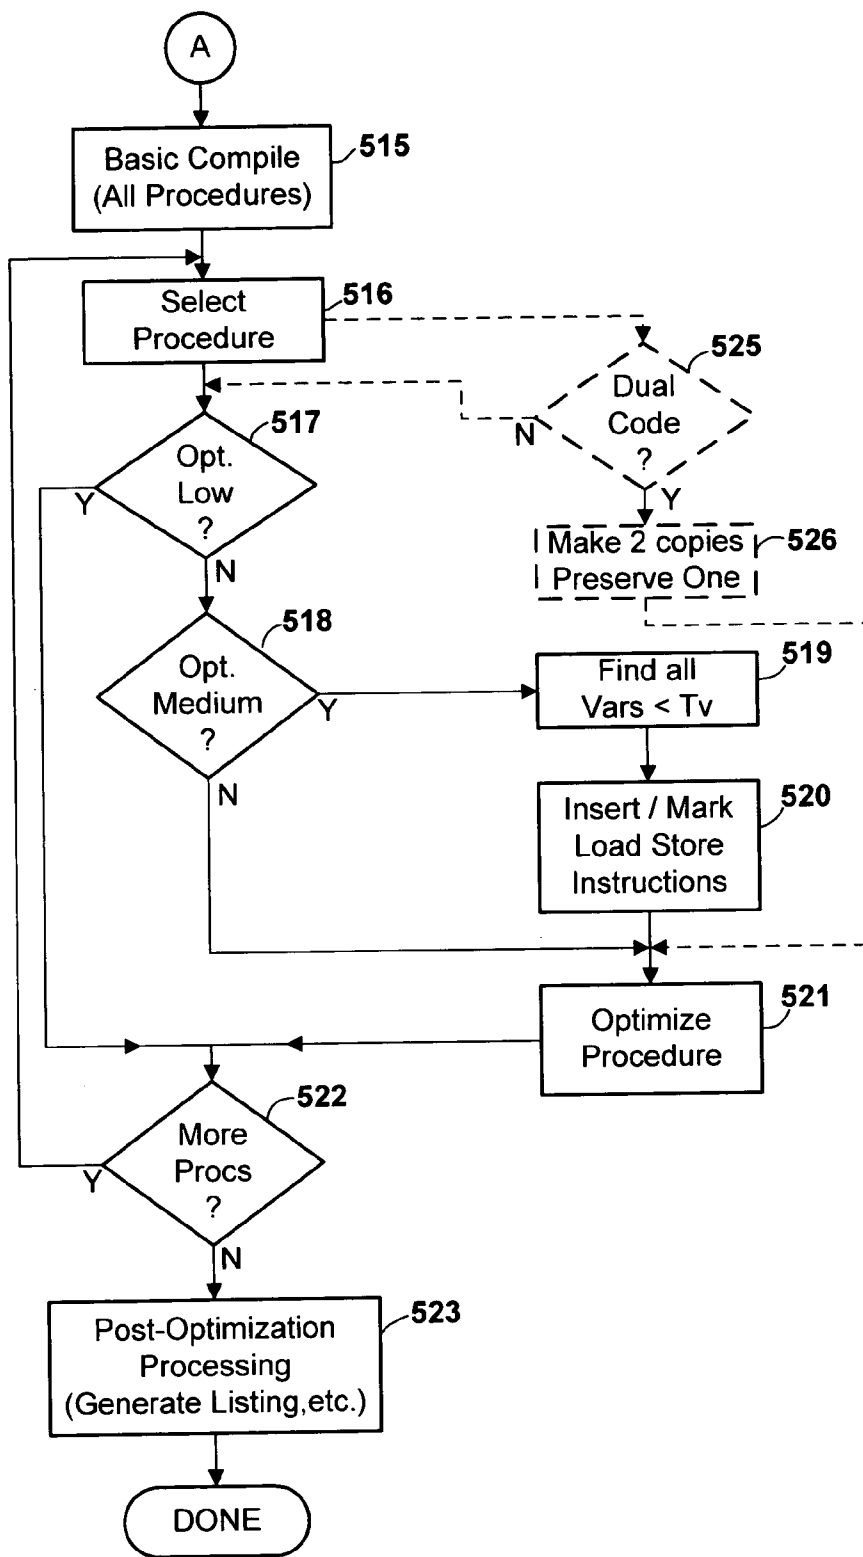 A
Basic Compile
(All Procedures)
515
Select
Procedure
516
Dual
Code
?
525
N
Y
Opt.
Low
?
517
Y
N
Make 2 copies
Preserve One
526
Opt.
Medium
?
518
Y
N
Find all
Vars < Tv
519
Insert / Mark
Load Store
Instructions
520
Optimize
Procedure
521
More
Procs
?
522
Y
N
Post-Optimization
Processing
(Generate Listing,etc.)
523
DONE